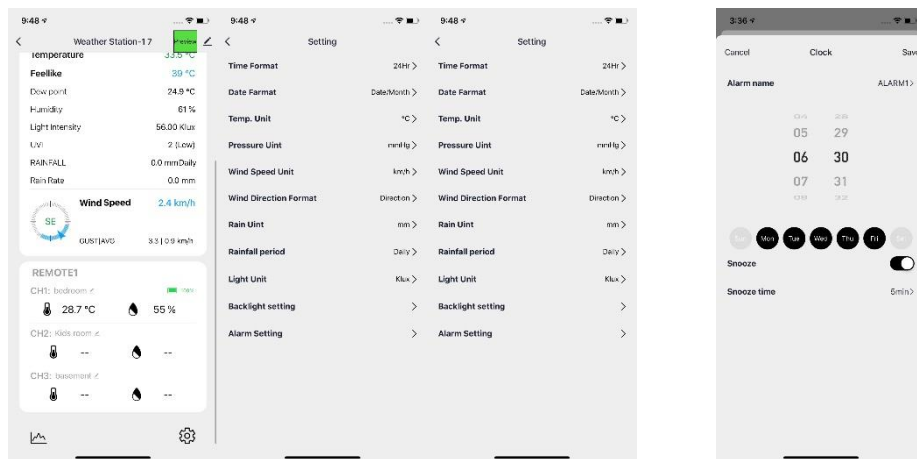 9:48
Weather Station-17
Preview
Temperature 33.5 °C
Feellike 39 °C
Dew point 24.9 °C
Humidity 61 %
Light Intensity 56.00 Klux
UVI 2 (Low)
RAINFALL 0.0 mmDaily
Rain Rate 0.0 mm
Wind Speed 2.4 km/h
SE
GUST|AVG 3.3 | 0.9 km/h
REMOTE1
CH1: bedroom
28.7 °C 55 %
CH2: Kids room
-- --
CH3: basement
-- --
9:48
Setting
Time Format 24Hr >
Date Farmat Date/Month >
Temp. Unit °C >
Pressure Uint mmHg >
Wind Speed Unit km/h >
Wind Direction Format Direction >
Rain Uint mm >
Rainfall period Daily >
Light Unit Klux >
Backlight setting >
Alarm Setting >
9:48
Setting
Time Format 24Hr >
Date Farmat Date/Month >
Temp. Unit °C >
Pressure Uint mmHg >
Wind Speed Unit km/h >
Wind Direction Format Direction >
Rain Uint mm >
Rainfall period Daily >
Light Unit Klux >
Backlight setting >
Alarm Setting >
3:36
Cancel Clock Save
Alarm name ALARM1>
05 29
06 30
07 31
Mon Tue Wed Thu Fri
Snooze
Snooze time 5min>